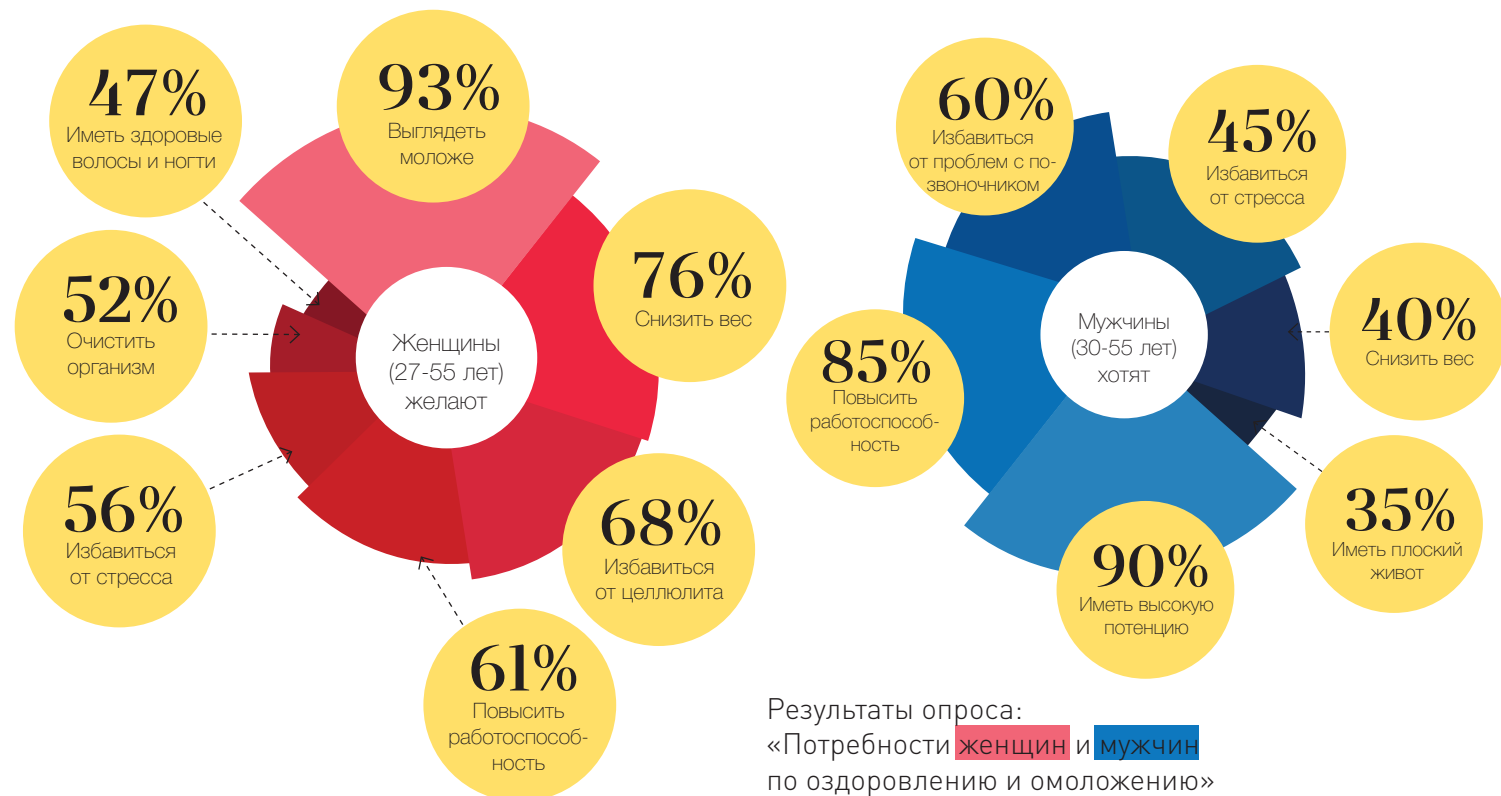 47%
Иметь здоровые
волосы и ногти
93%
Выглядеть
моложе
76%
Снизить вес
68%
Избавиться
от целлюлита
61%
Повысить
работоспособ-
ность
56%
Избавиться
от стресса
52%
Очистить
организм
Женщины
(27-55 лет)
желают
60%
Избавиться
от проблем с по-
звоночником
45%
Избавиться
от стресса
40%
Снизить вес
35%
Иметь плоский
живот
90%
Иметь высокую
потенцию
85%
Повысить
работоспособ-
ность
Мужчины
(30-55 лет)
хотят
Результаты опроса:
«Потребности женщин и мужчин
по оздоровлению и омоложению»